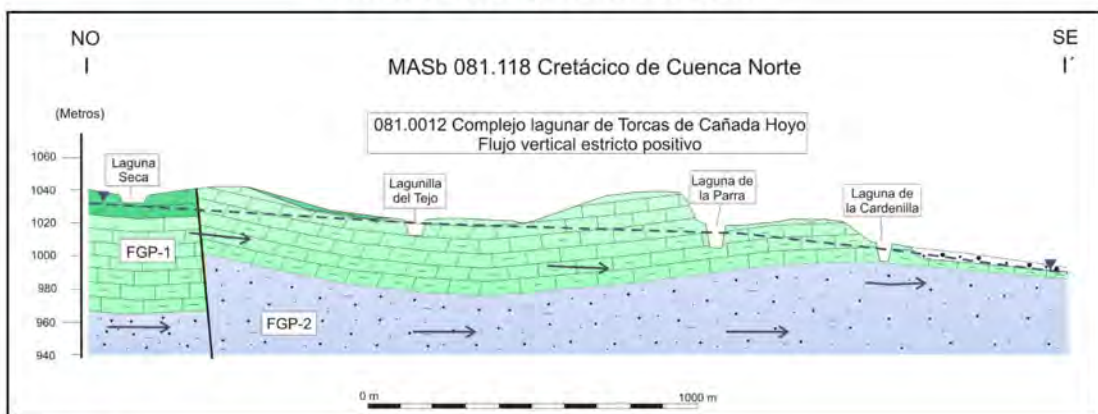 NO
I
SE
I´
MASb 081.118 Cretácico de Cuenca Norte
(Metros)
081.0012 Complejo lagunar de Torcas de Cañada Hoyo
Flujo vertical estricto positivo
1060
1040
1020
1000
980
960
940
Laguna
Seca
Lagunilla
del Tejo
Laguna de
la Parra
Laguna de
la Cardenilla
FGP-1
FGP-2
0 m
1000 m